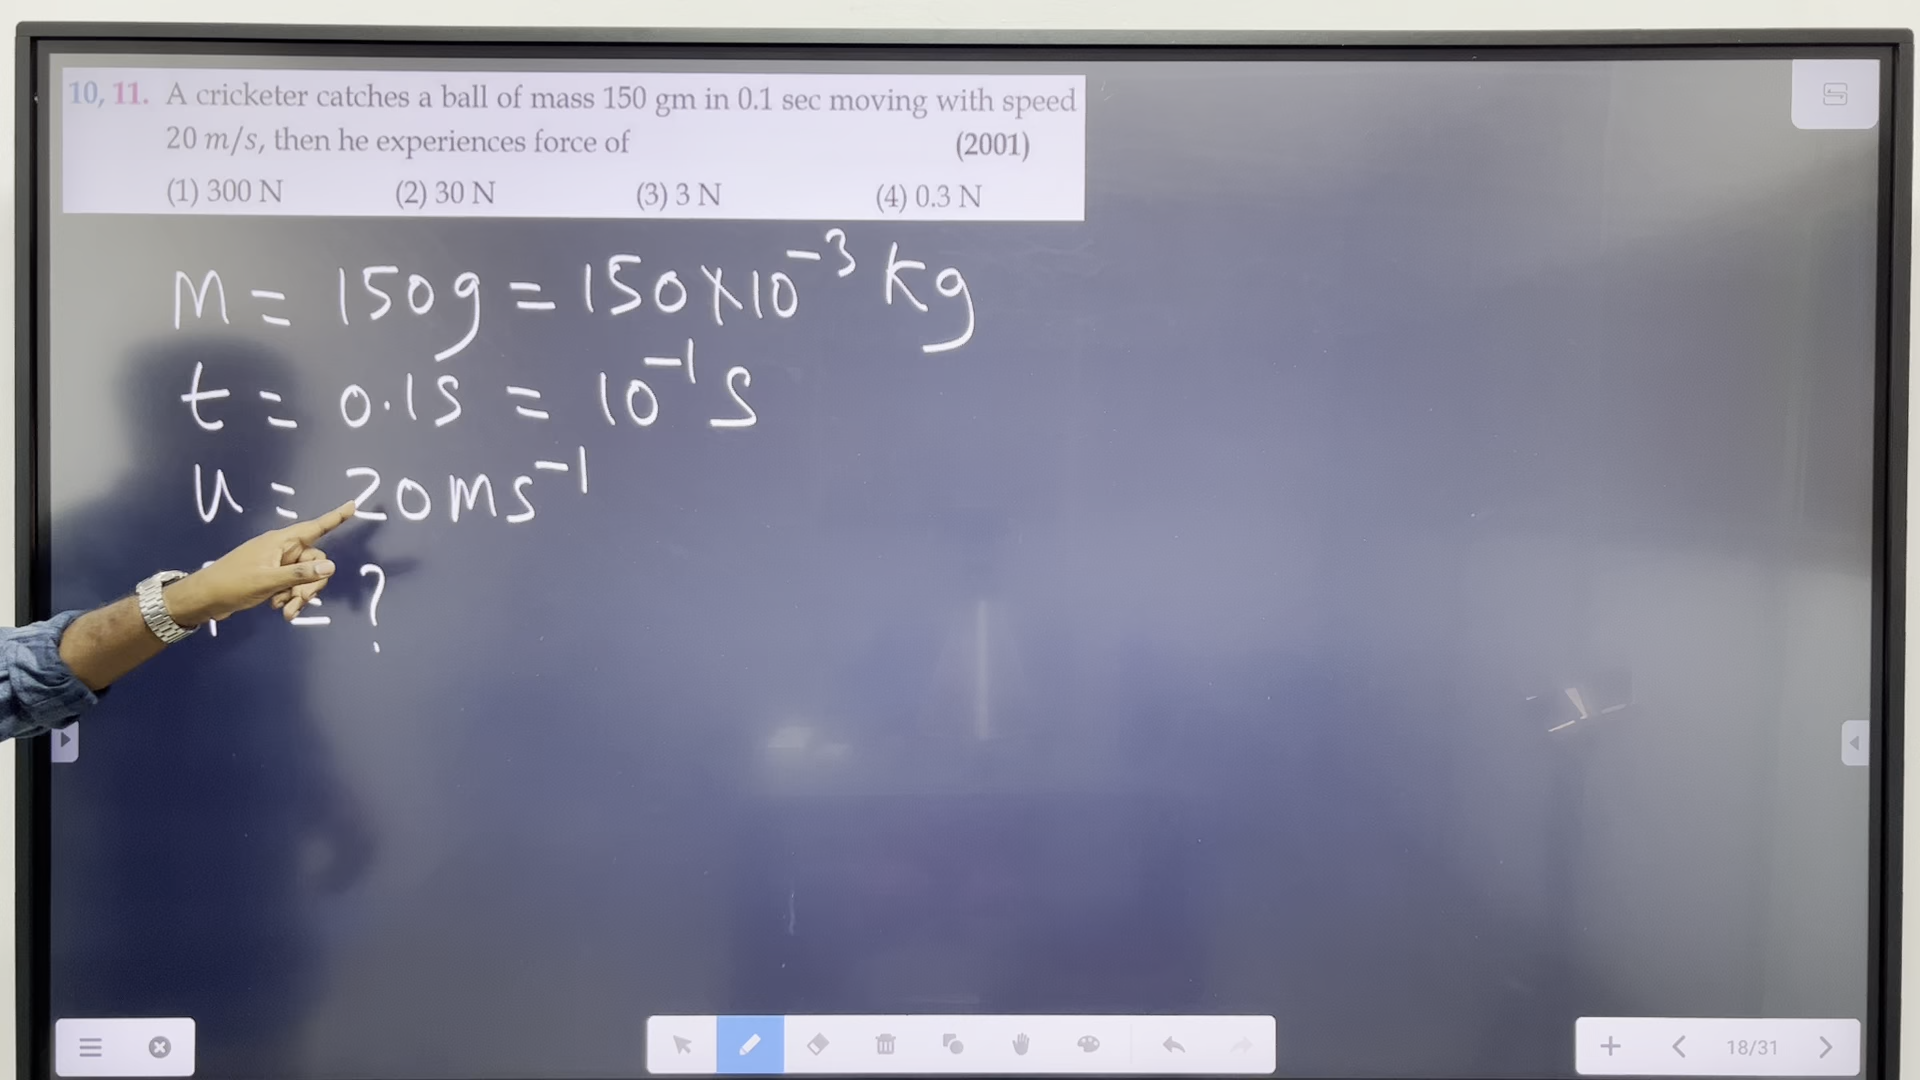 10, 11. A cricketer catches a ball of mass 150 gm in 0.1 sec moving with speed
20 m/s, then he experiences force of (2001)
(1) 300 N (2) 30 N (3) 3 N (4) 0.3 N
M = 150g = 150×10⁻³ kg
t = 0.1s = 10⁻¹ s
u = 20ms⁻¹
= ?
18/31